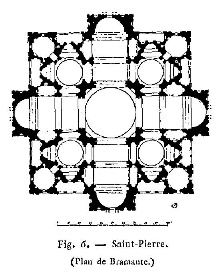 Fig. 6. — Saint-Pierre.
(Plan de Bramante.)